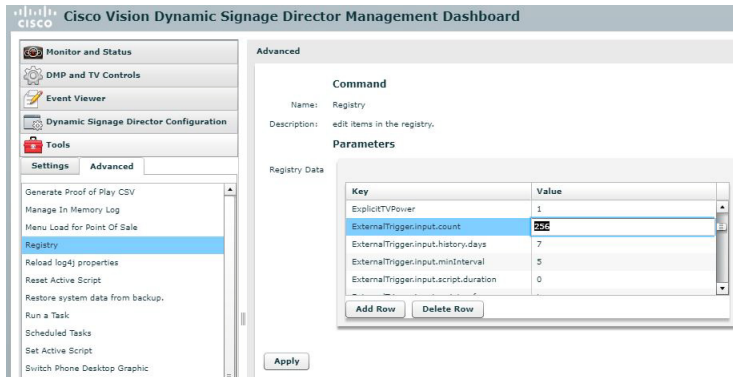 CISCO
Cisco Vision Dynamic Signage Director Management Dashboard
Monitor and Status
DMP and TV Controls
Event Viewer
Dynamic Signage Director Configuration
Tools
Settings Advanced
Generate Proof of Play CSV
Manage In Memory Log
Menu Load for Point Of Sale
Registry
Reload log4j properties
Reset Active Script
Restore system data from backup.
Run a Task
Scheduled Tasks
Set Active Script
Switch Phone Desktop Graphic
Advanced
Command
Name: Registry
Description: edit items in the registry.
Parameters
Registry Data
Key Value
ExplicitTVPower 1
ExternalTrigger.input.count 256
ExternalTrigger.input.history.days 7
ExternalTrigger.input.minInterval 5
ExternalTrigger.input.script.duration 0
Add Row Delete Row
Apply